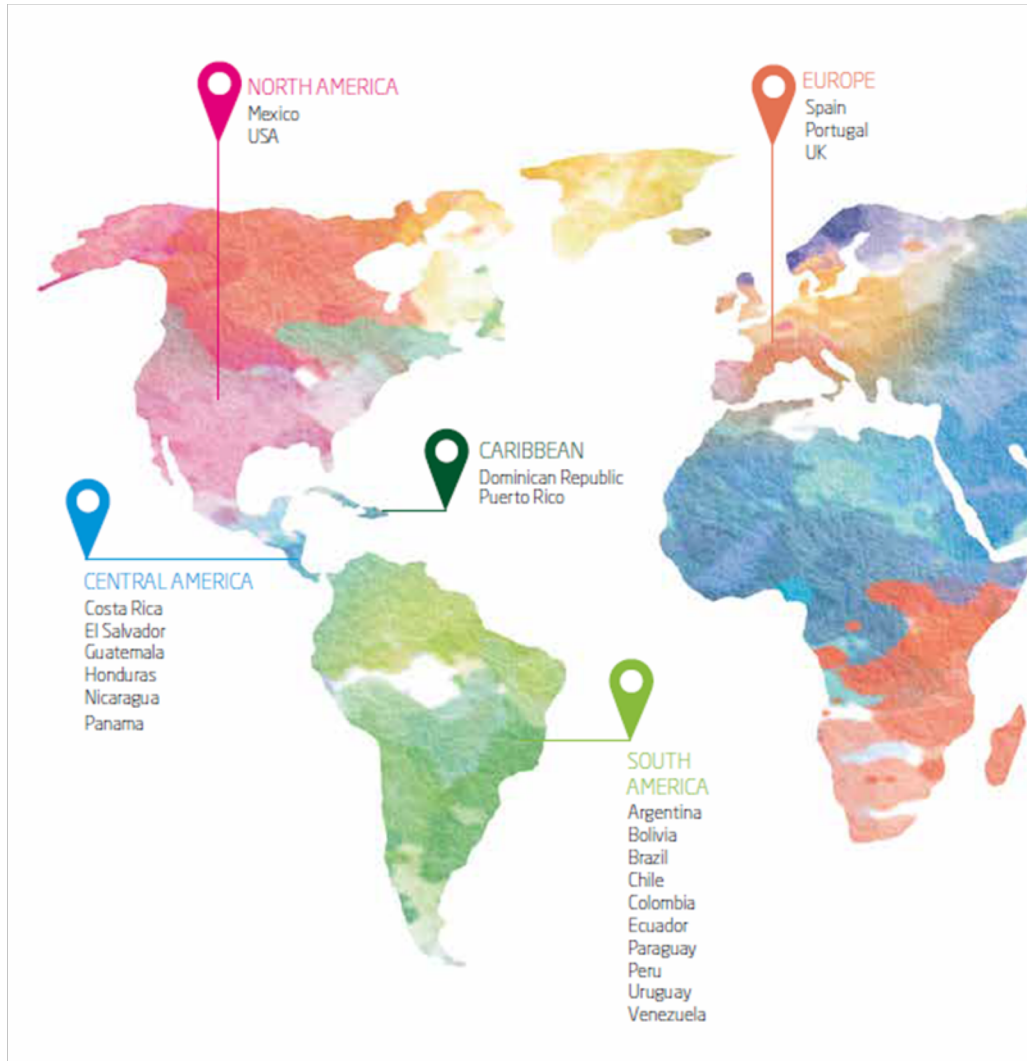 NORTH AMERICA
Mexico
USA
EUROPE
Spain
Portugal
UK
CARIBBEAN
Dominican Republic
Puerto Rico
CENTRAL AMERICA
Costa Rica
El Salvador
Guatemala
Honduras
Nicaragua
Panama
SOUTH
AMERICA
Argentina
Bolivia
Brazil
Chile
Colombia
Ecuador
Paraguay
Peru
Uruguay
Venezuela